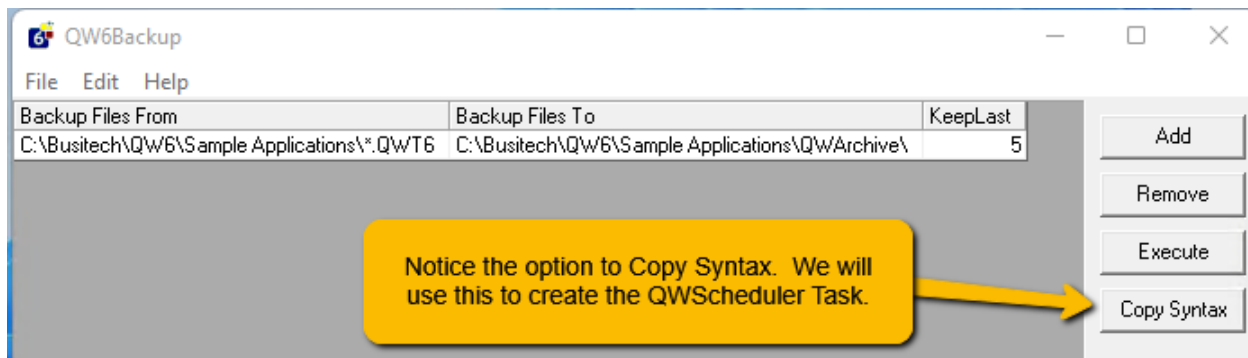 6 QW6Backup
File Edit Help
Backup Files From Backup Files To KeepLast
C:\Busitech\QW6\Sample Applications\*.QWT6 C:\Busitech\QW6\Sample Applications\QWArchive\ 5
Add
Remove
Execute
Notice the option to Copy Syntax. We will
use this to create the QWScheduler Task.
Copy Syntax